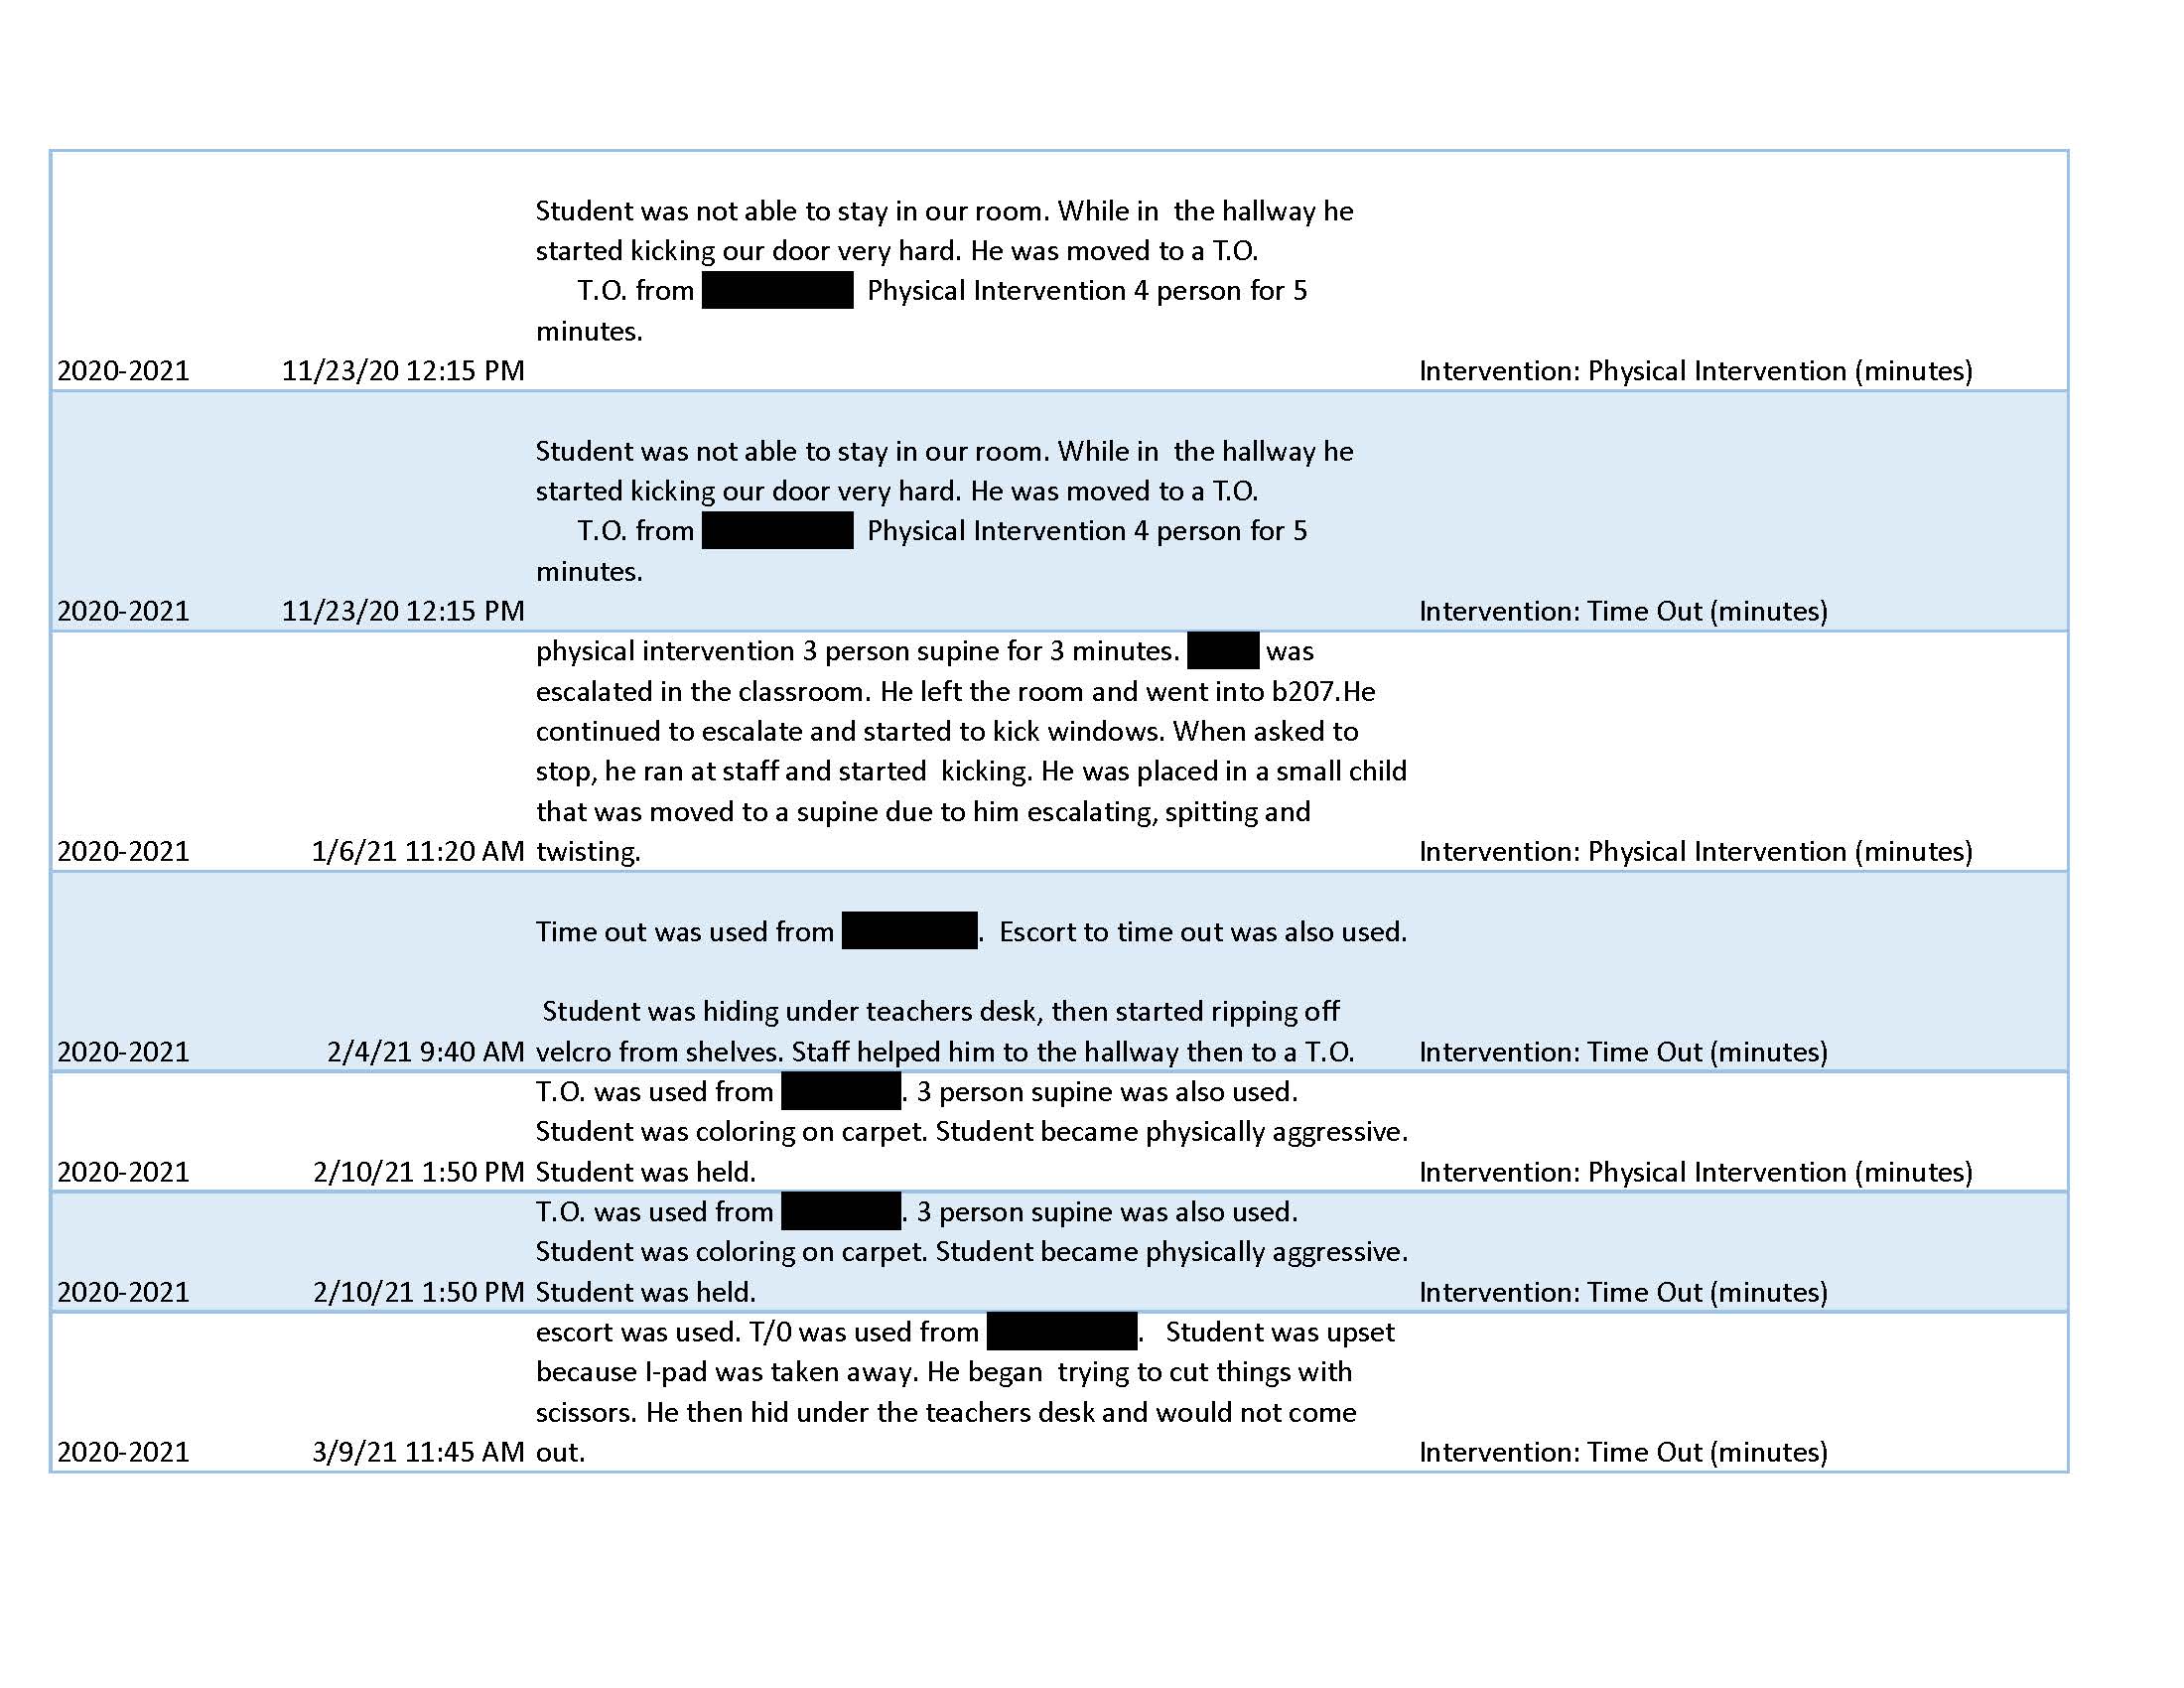 Student was not able to stay in our room. While in  the hallway he
started kicking our door very hard. He was moved to a T.O.
T.O. from Physical Intervention 4 person for 5
minutes.
2020-2021 11/23/20 12:15 PM Intervention: Physical Intervention (minutes)
Student was not able to stay in our room. While in  the hallway he
started kicking our door very hard. He was moved to a T.O.
T.O. from Physical Intervention 4 person for 5
minutes.
2020-2021 11/23/20 12:15 PM Intervention: Time Out (minutes)
physical intervention 3 person supine for 3 minutes. was
escalated in the classroom. He left the room and went into b207.He
continued to escalate and started to kick windows. When asked to
stop, he ran at staff and started  kicking. He was placed in a small child
that was moved to a supine due to him escalating, spitting and
2020-2021 1/6/21 11:20 AM twisting. Intervention: Physical Intervention (minutes)
Time out was used from .  Escort to time out was also used.
Student was hiding under teachers desk, then started ripping off
2020-2021 2/4/21 9:40 AM velcro from shelves. Staff helped him to the hallway then to a T.O. Intervention: Time Out (minutes)
T.O. was used from . 3 person supine was also used.
Student was coloring on carpet. Student became physically aggressive.
2020-2021 2/10/21 1:50 PM Student was held. Intervention: Physical Intervention (minutes)
T.O. was used from . 3 person supine was also used.
Student was coloring on carpet. Student became physically aggressive.
2020-2021 2/10/21 1:50 PM Student was held. Intervention: Time Out (minutes)
escort was used. T/0 was used from .   Student was upset
because I-pad was taken away. He began  trying to cut things with
scissors. He then hid under the teachers desk and would not come
2020-2021 3/9/21 11:45 AM out. Intervention: Time Out (minutes)